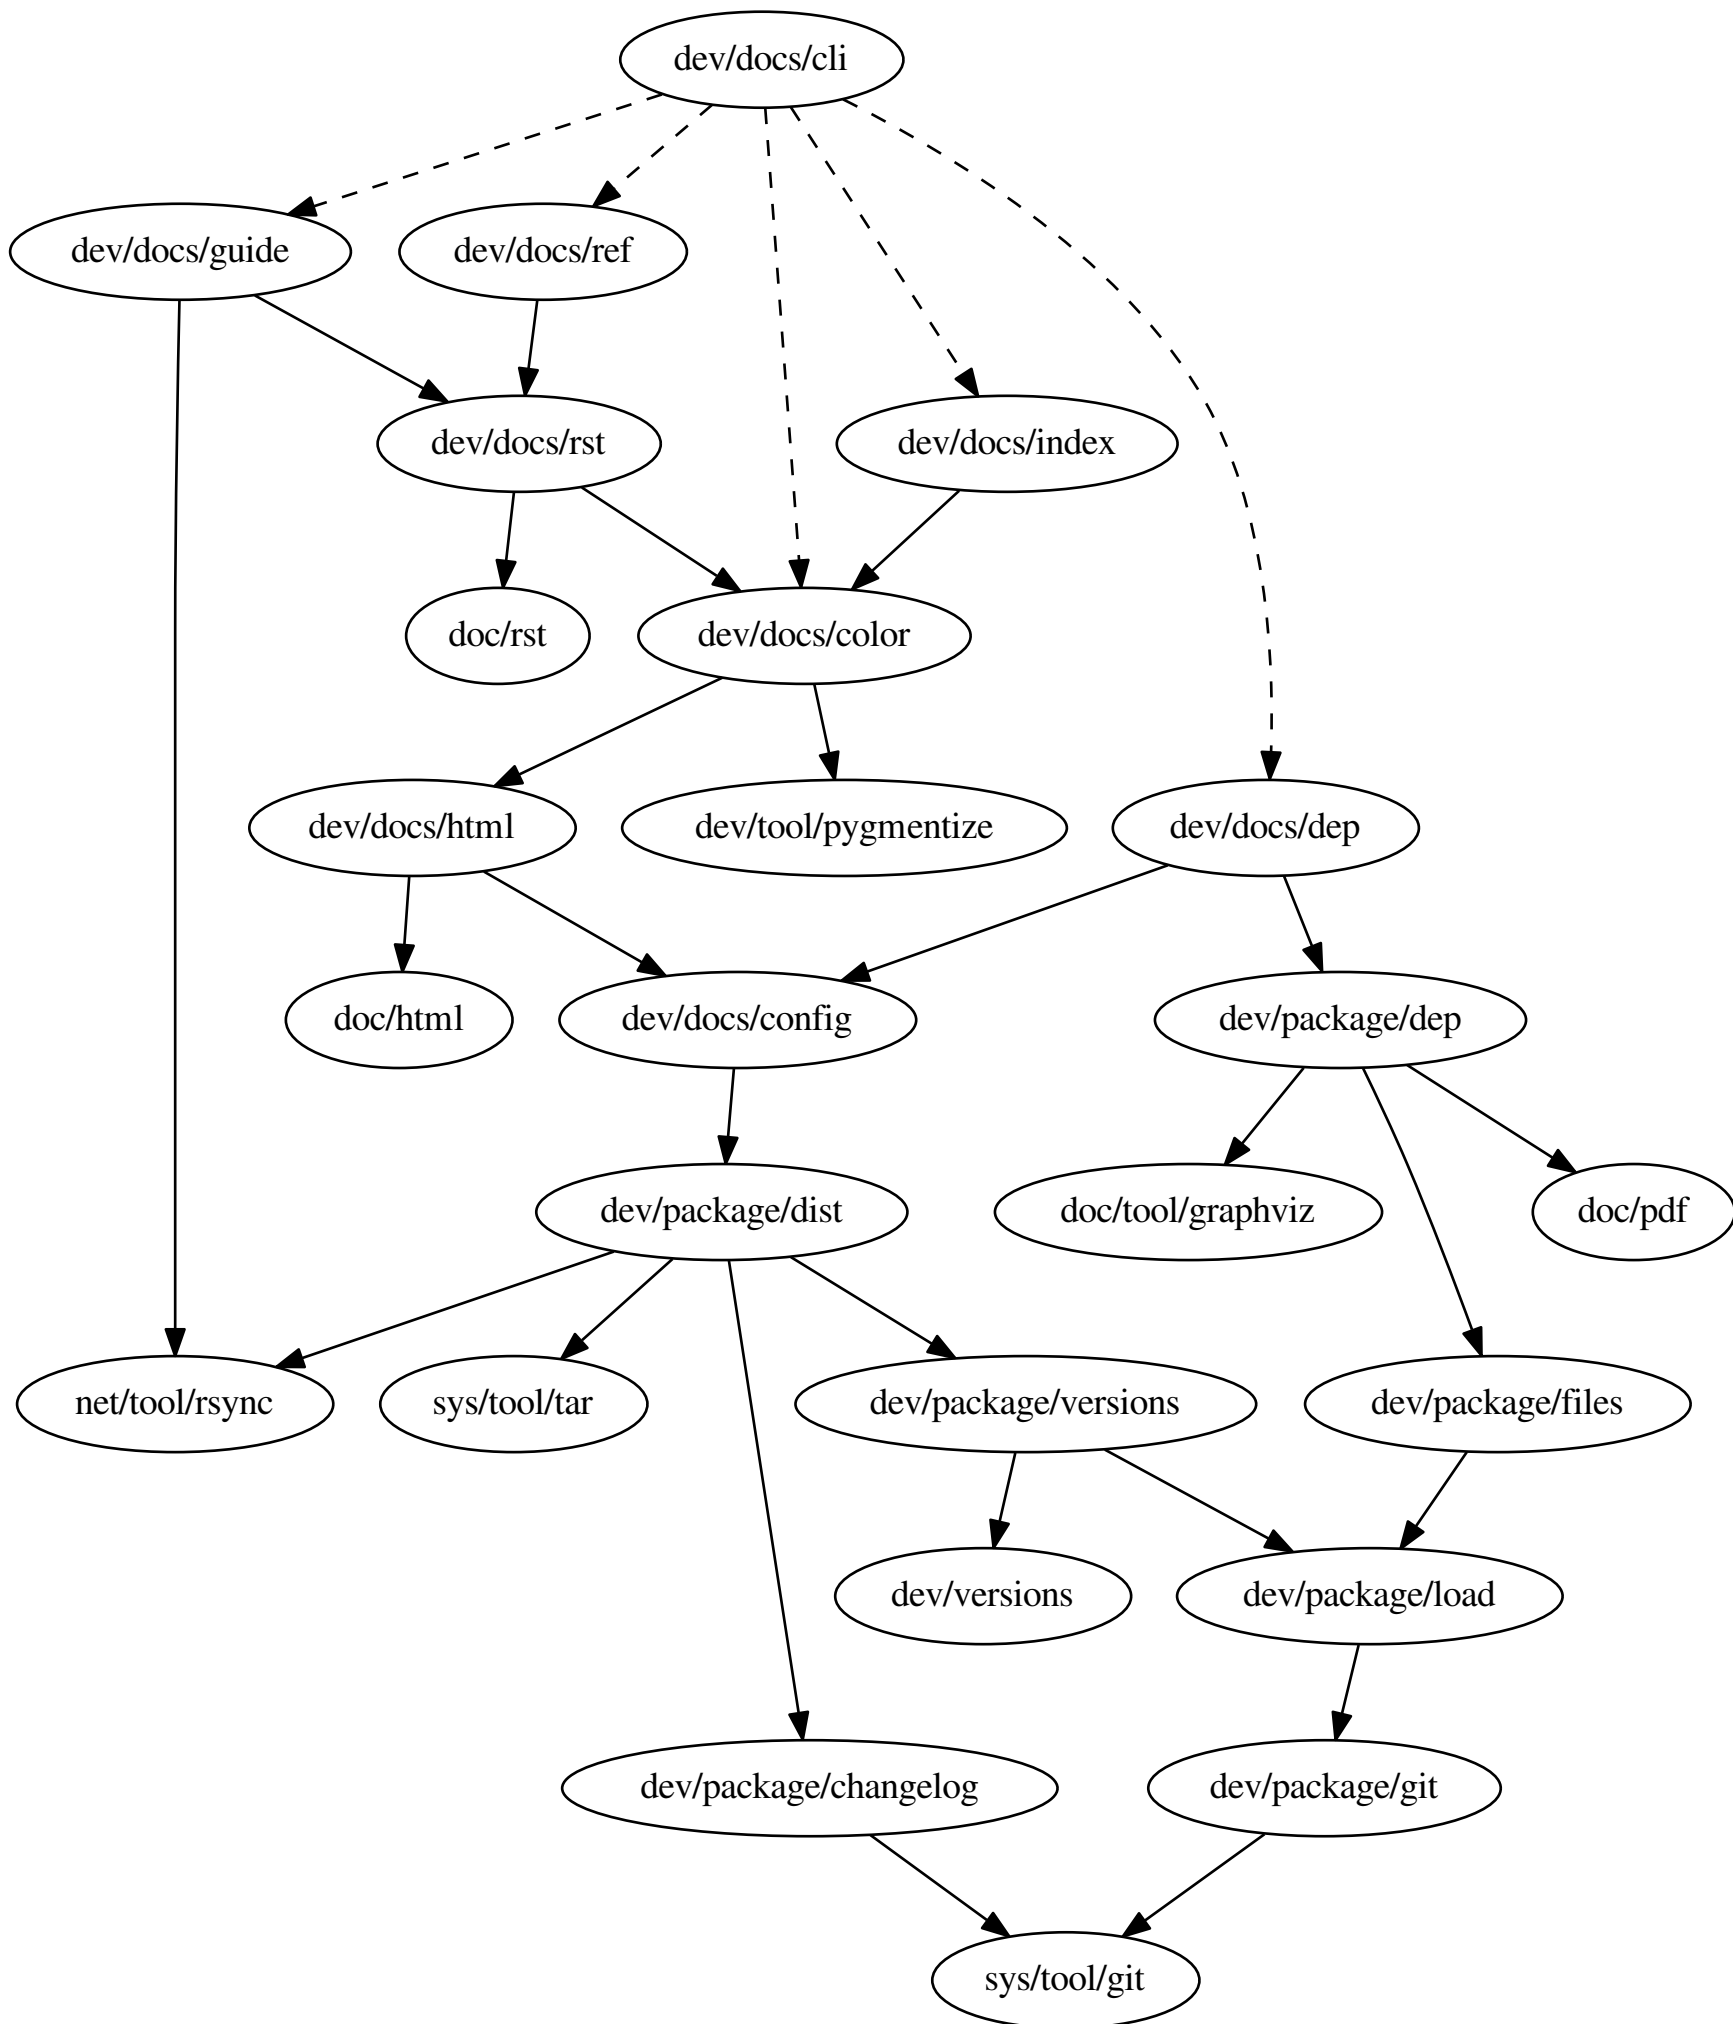 dev/docs/cli
dev/docs/guide
dev/docs/ref
dev/docs/rst
dev/docs/index
doc/rst
dev/docs/color
dev/docs/html
dev/tool/pygmentize
dev/docs/dep
doc/html
dev/docs/config
dev/package/dep
dev/package/dist
doc/tool/graphviz
doc/pdf
net/tool/rsync
sys/tool/tar
dev/package/versions
dev/package/files
dev/versions
dev/package/load
dev/package/changelog
dev/package/git
sys/tool/git